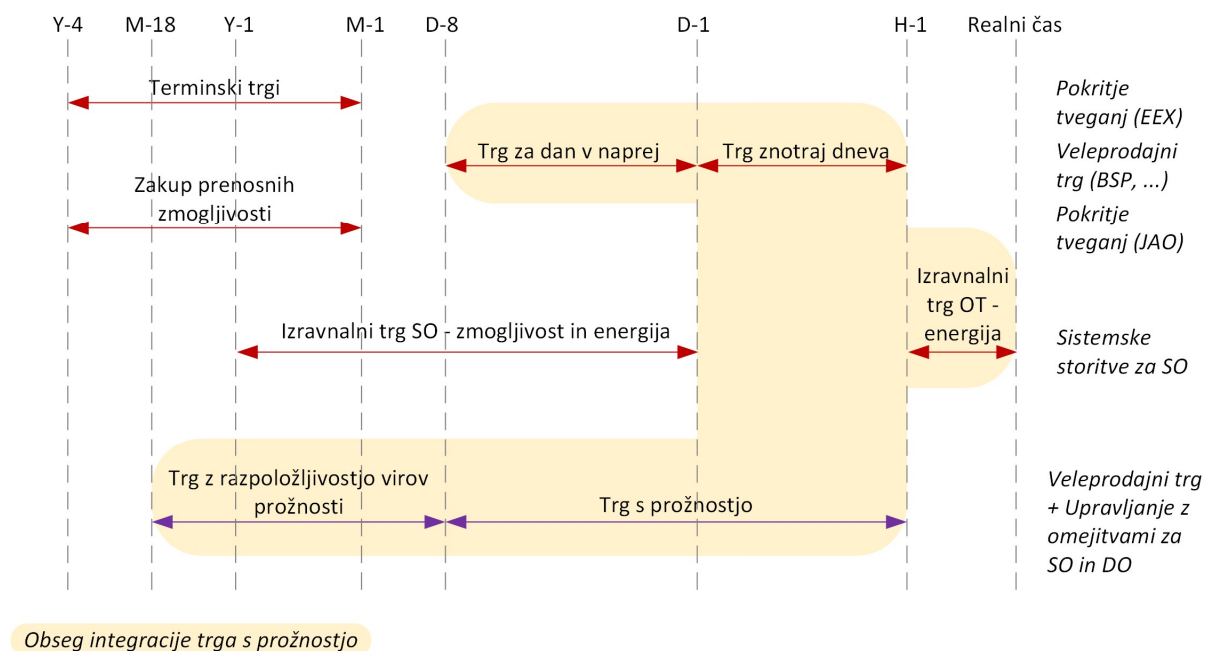 Y-4 M-18 Y-1 M-1 D-8 D-1 H-1 Realni čas
Terminski trgi
Pokritje
tveganj (EEX)
Trg za dan v naprej
Trg znotraj dneva
Veleprodajni
trg (BSP, ...)
Zakup prenosnih
zmogljivosti
Pokritje
tveganj (JAO)
Izravnalni
trg OT -
energija
Izravnalni trg SO - zmogljivost in energija
Sistemske
storitve za SO
Trg z razpoložljivostjo virov
prožnosti
Trg s prožnostjo
Veleprodajni trg
+ Upravljanje z
omejitvami za
SO in DO
Obseg integracije trga s prožnostjo